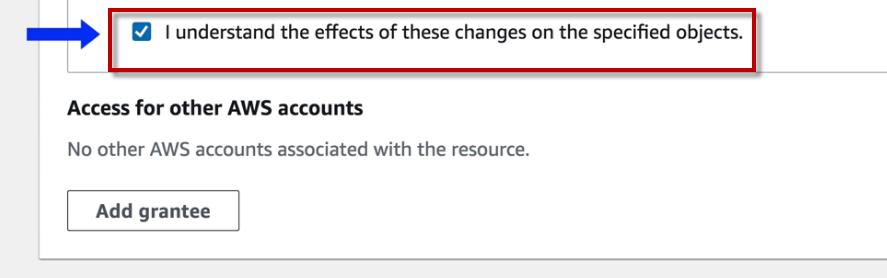 I understand the effects of these changes on the specified objects.
Access for other AWS accounts
No other AWS accounts associated with the resource.
Add grantee